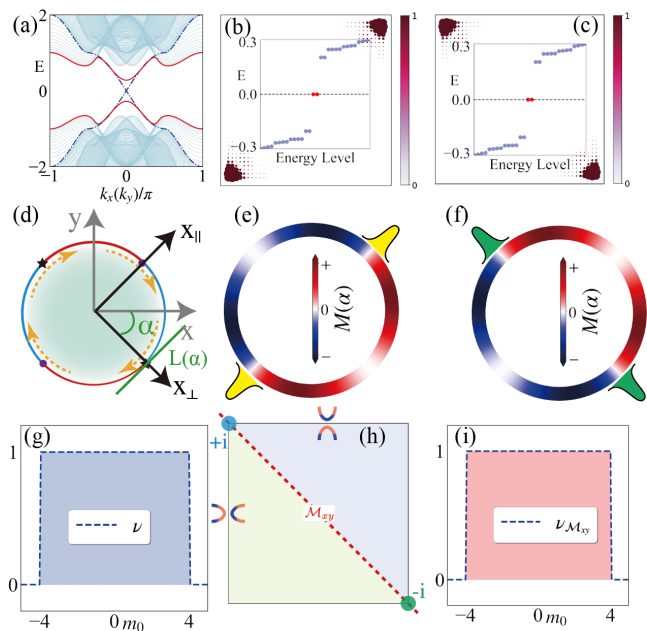 (a)
2
E
0
−2
−1
0
1
k_x(k_y)/π
(b)
0.3
E
0.0
−0.3
Energy Level
1
0
(c)
0.3
E
0.0
−0.3
Energy Level
1
0
(d)
y
x_∥
x
α
L(α)
x_⊥
(e)
+
0
−
M(α)
(f)
+
0
−
M(α)
(g)
1
0
ν
−4
0 m_0
4
(h)
+i
M_xy
-i
(i)
1
0
ν_M_xy
−4
0 m_0
4